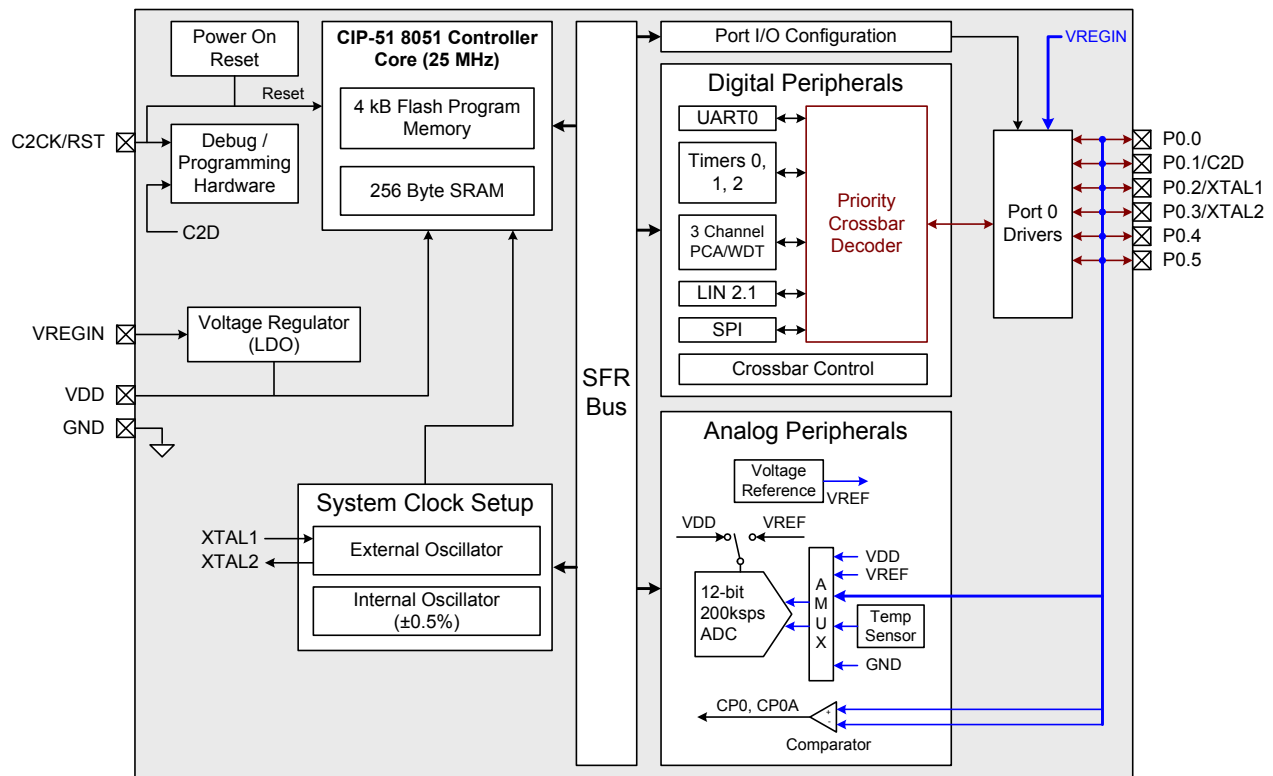 Power On
Reset
Reset
C2CK/RST
Debug /
Programming
Hardware
C2D
CIP-51 8051 Controller
Core (25 MHz)
4 kB Flash Program
Memory
256 Byte SRAM
VREGIN
Voltage Regulator
(LDO)
VDD
GND
System Clock Setup
XTAL1
XTAL2
External Oscillator
Internal Oscillator
(±0.5%)
SFR
Bus
Port I/O Configuration
Digital Peripherals
UART0
Timers 0,
1, 2
3 Channel
PCA/WDT
LIN 2.1
SPI
Priority
Crossbar
Decoder
Crossbar Control
VREGIN
Port 0
Drivers
P0.0
P0.1/C2D
P0.2/XTAL1
P0.3/XTAL2
P0.4
P0.5
Analog Peripherals
Voltage
Reference
VREF
VDD
VREF
12-bit
200ksps
ADC
A
M
U
X
VDD
VREF
Temp
Sensor
GND
CP0, CP0A
+
-
Comparator